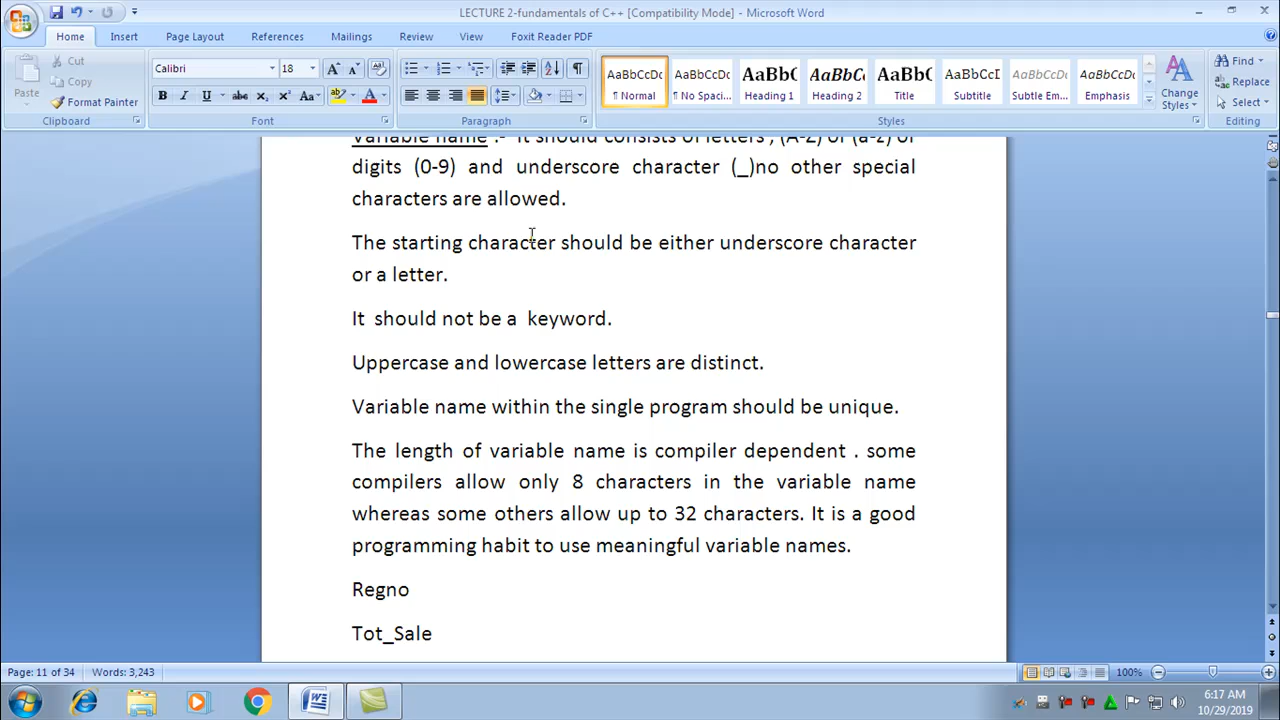 LECTURE 2-fundamentals of C++ [Compatibility Mode] - Microsoft Word
Home Insert Page Layout References Mailings Review View Foxit Reader PDF
Paste
Cut
Copy
Format Painter
Clipboard
Calibri 18
Font
Paragraph
AaBbCcDc AaBbCcDc AaBbC AaBbC AaBb( AaBbCcI AaBbCcDc AaBbCcDc
¶ Normal ¶ No Spaci... Heading 1 Heading 2 Title Subtitle Subtle Em... Emphasis
Change Styles
Styles
Find
Replace
Select
Editing
Variable name :- It should consists of letters , (A-Z) or (a-z) or
digits (0-9) and underscore character (_)no other special
characters are allowed.
The starting character should be either underscore character
or a letter.
It should not be a keyword.
Uppercase and lowercase letters are distinct.
Variable name within the single program should be unique.
The length of variable name is compiler dependent . some
compilers allow only 8 characters in the variable name
whereas some others allow up to 32 characters. It is a good
programming habit to use meaningful variable names.
Regno
Tot_Sale
Page: 11 of 34 Words: 3,243 100%
6:17 AM
10/29/2019